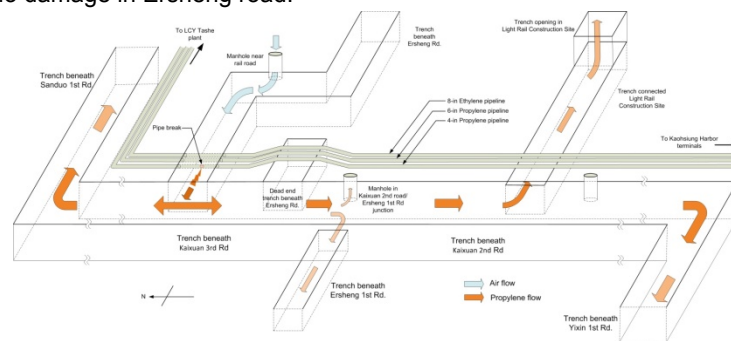 damage in Ersheng road.
To LCY Tashe
plant
Manhole near
rail road
Trench
beneath
Ersheng Rd.
Trench opening in
Light Rail Construction Site
Trench beneath
Sanduo 1st Rd.
Trench connected
Light Rail
Construction Site
8-in Ethylene pipeline
6-in Propylene pipeline
4-in Propylene pipeline
Pipe break
To Kaohsiung Harbor
terminals
Dead end
trench beneath
Ersheng Rd.
Manhole in
Kaixuan 2nd road/
Ersheng 1st Rd
junction
Trench beneath
Kaixuan 3rd Rd
Trench beneath
Kaixuan 2nd Rd
N
Trench beneath
Ersheng 1st Rd.
Air flow
Propylene flow
Trench beneath
Yixin 1st Rd.